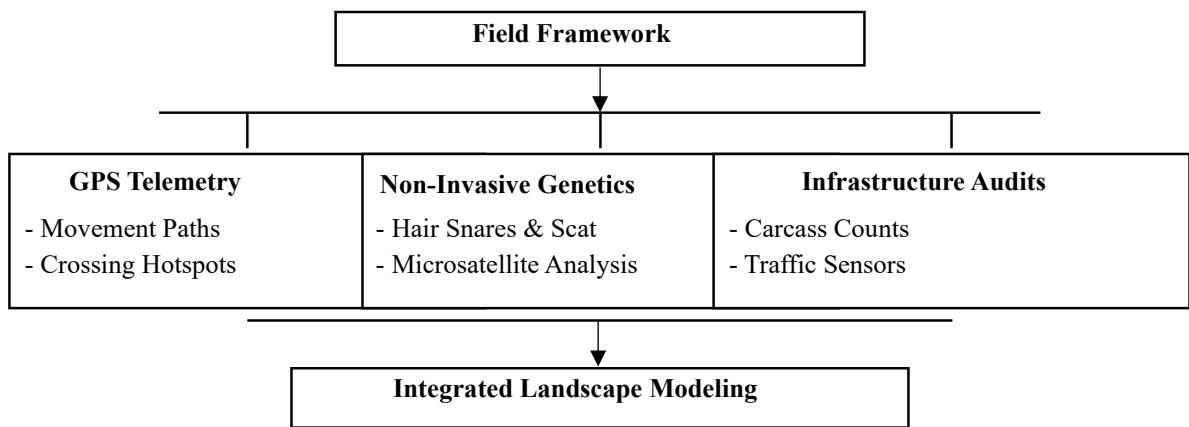 Field Framework
GPS Telemetry
- Movement Paths
- Crossing Hotspots
Non-Invasive Genetics
- Hair Snares & Scat
- Microsatellite Analysis
Infrastructure Audits
- Carcass Counts
- Traffic Sensors
Integrated Landscape Modeling